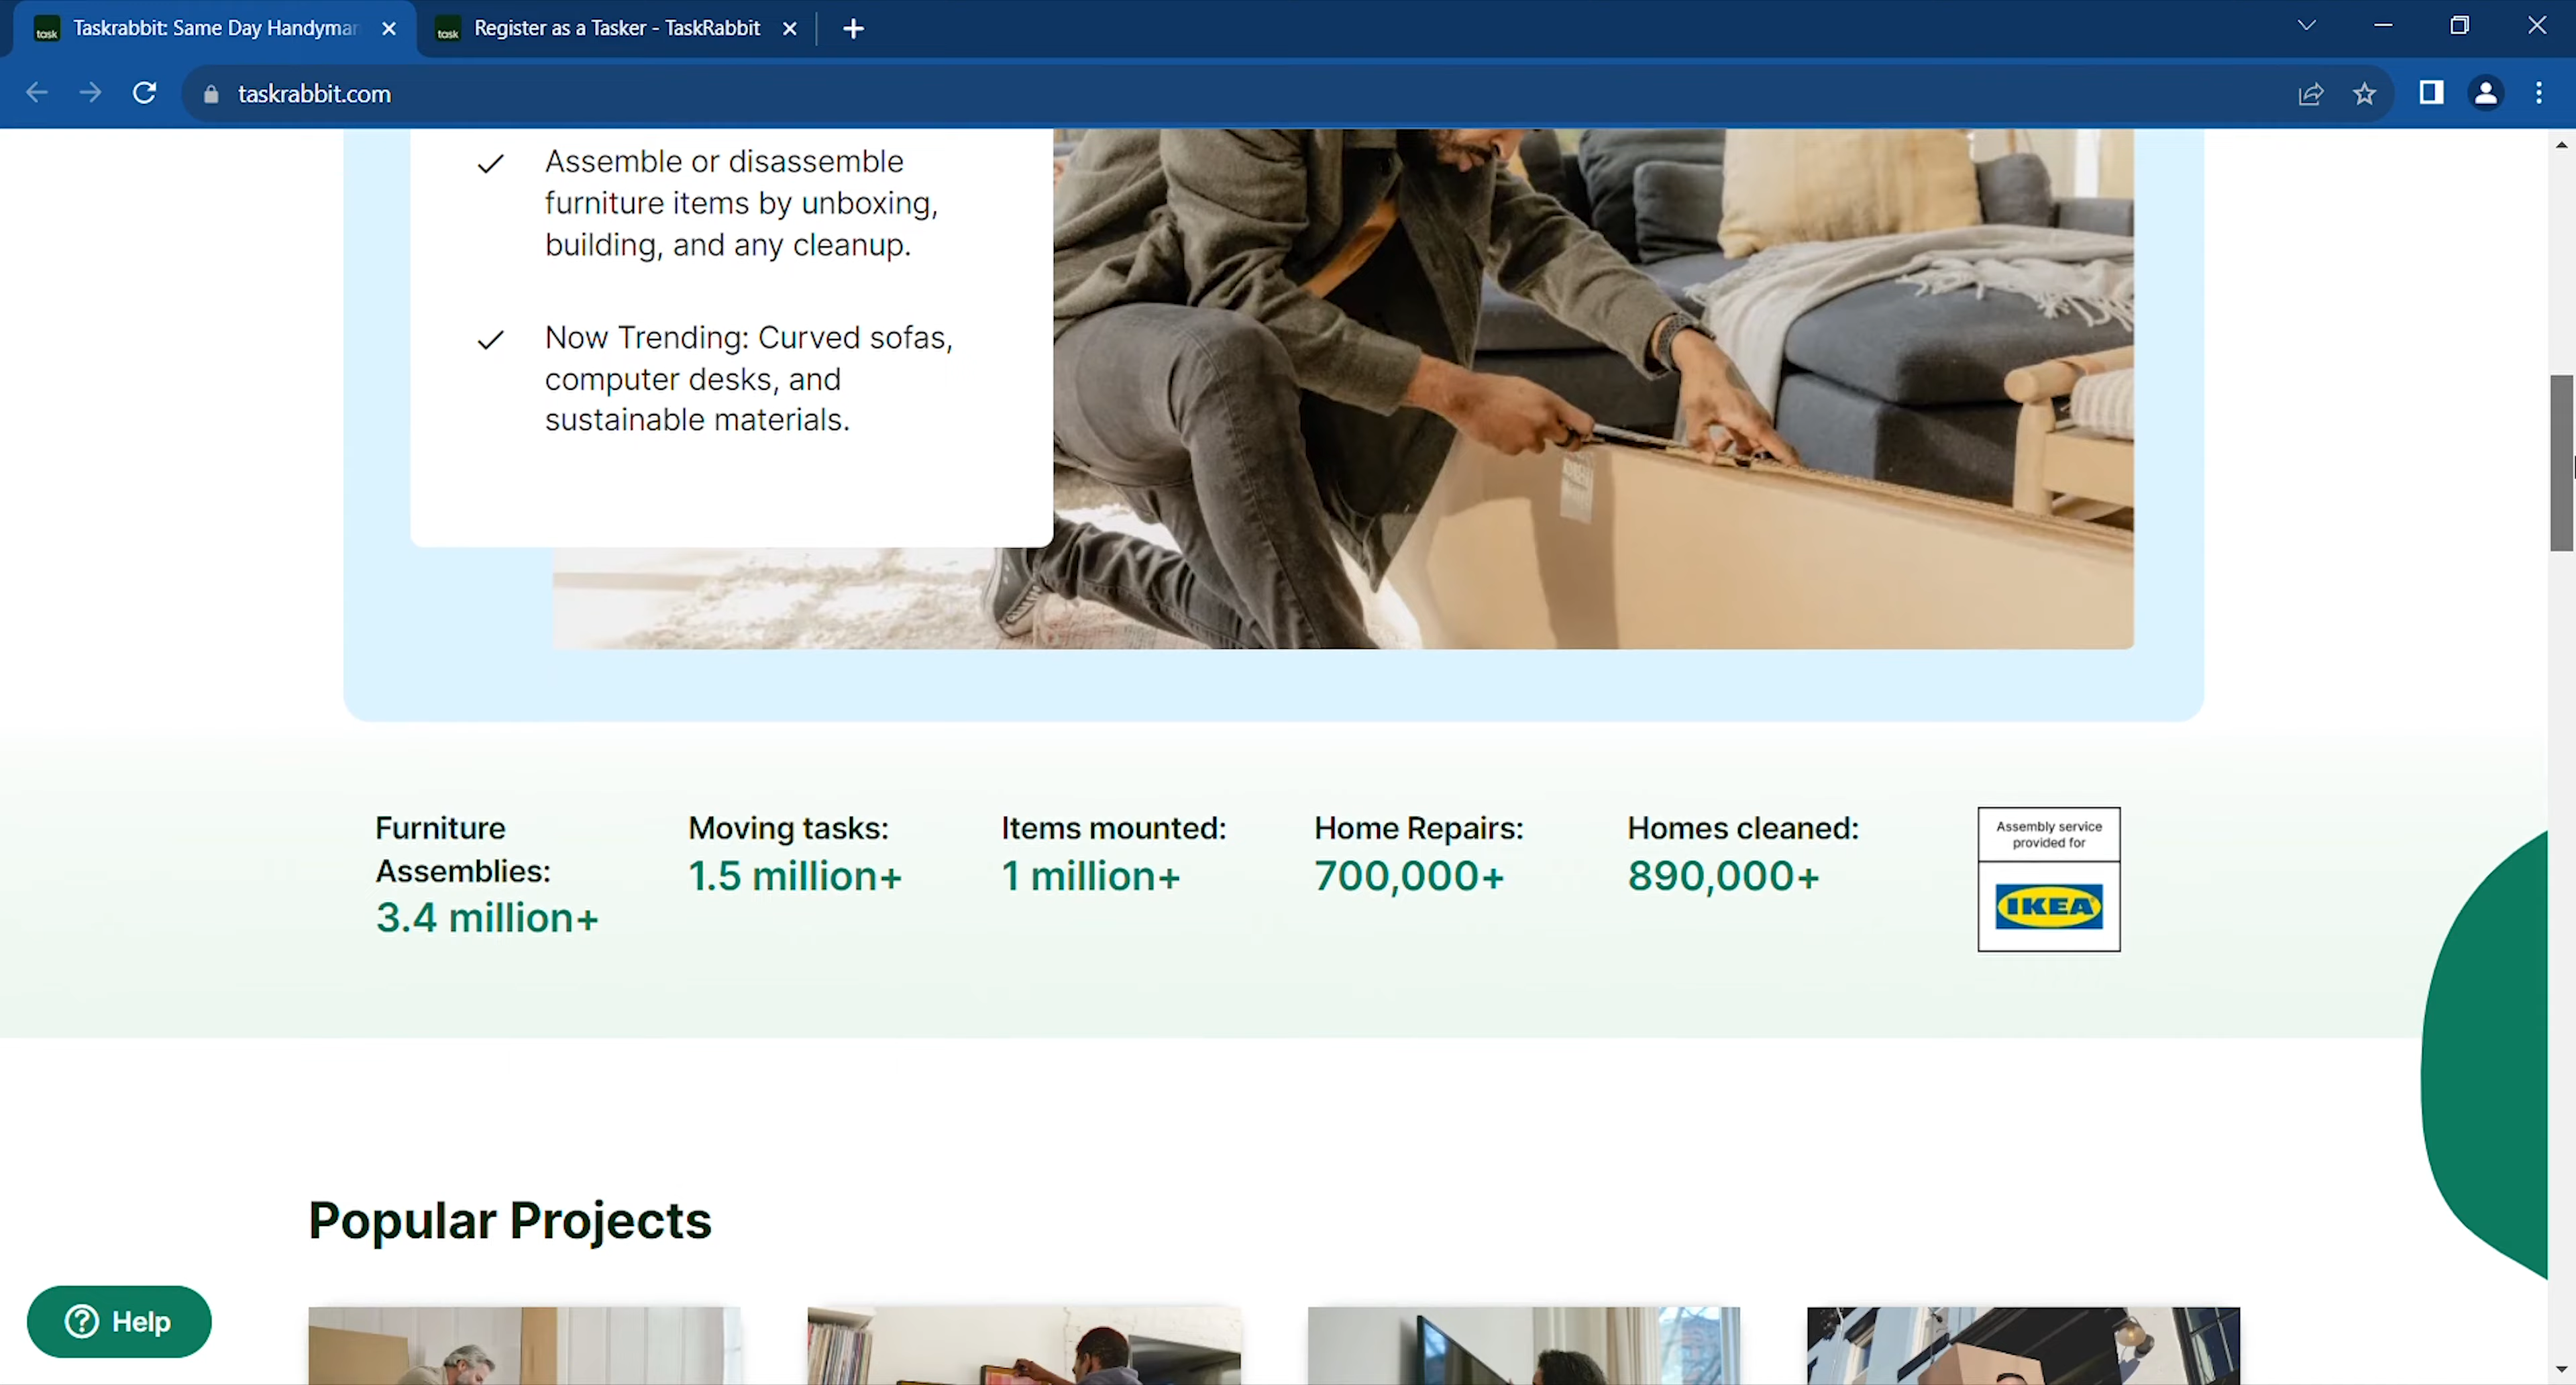 task Taskrabbit: Same Day Handyman
task Register as a Tasker - TaskRabbit
taskrabbit.com
Assemble or disassemble
furniture items by unboxing,
building, and any cleanup.
Now Trending: Curved sofas,
computer desks, and
sustainable materials.
Furniture
Assemblies:
3.4 million+
Moving tasks:
1.5 million+
Items mounted:
1 million+
Home Repairs:
700,000+
Homes cleaned:
890,000+
Assembly service
provided for
IKEA
Popular Projects
Help